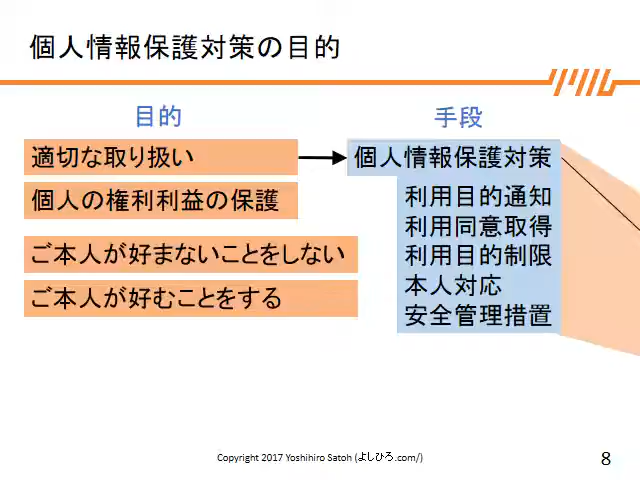 個人情報保護対策の目的
目的
手段
適切な取り扱い
個人情報保護対策
個人の権利利益の保護
利用目的通知
利用同意取得
ご本人が好まないことをしない
利用目的制限
本人対応
ご本人が好むことをする
安全管理措置
Copyright 2017 Yoshihiro Satoh (よしひろ.com/)
8